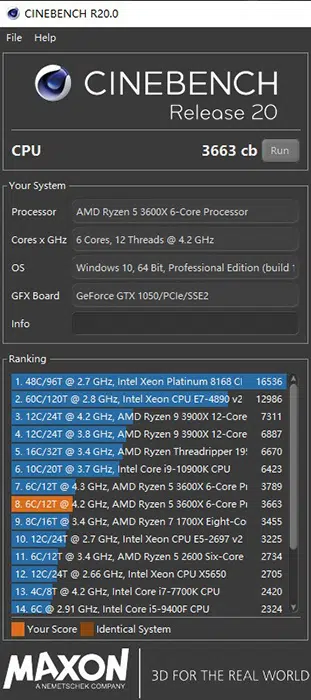 CINEBENCH R20.0
File Help
CINEBENCH
Release 20
CPU 3663 cb Run
Your System
Processor AMD Ryzen 5 3600X 6-Core Processor
Cores x GHz 6 Cores, 12 Threads @ 4.2 GHz
OS Windows 10, 64 Bit, Professional Edition (build 1
GFX Board GeForce GTX 1050/PCIe/SSE2
Info
Ranking
1. 48C/96T @ 2.7 GHz, Intel Xeon Platinum 8168 CI 16536
2. 60C/120T @ 2.8 GHz, Intel Xeon CPU E7-4890 v2 12986
3. 12C/24T @ 4.2 GHz, AMD Ryzen 9 3900X 12-Core 7311
4. 12C/24T @ 3.8 GHz, AMD Ryzen 9 3900X 12-Core 6887
5. 16C/32T @ 3.4 GHz, AMD Ryzen Threadripper 19 6670
6. 10C/20T @ 3.7 GHz, Intel Core i9-10900K CPU 6423
7. 6C/12T @ 4.3 GHz, AMD Ryzen 5 3600X 6-Core Pr 3789
8. 6C/12T @ 4.2 GHz, AMD Ryzen 5 3600X 6-Core Pr 3663
9. 8C/16T @ 3.4 GHz, AMD Ryzen 7 1700X Eight-Co 3455
10. 12C/24T @ 2.7 GHz, Intel Xeon CPU E5-2697 v2 3225
11. 6C/12T @ 3.4 GHz, AMD Ryzen 5 2600 Six-Core 2734
12. 12C/24T @ 2.66 GHz, Intel Xeon CPU X5650 2705
13. 4C/8T @ 4.2 GHz, Intel Core i7-7700K CPU 2420
14. 6C @ 2.91 GHz, Intel Core i5-9400F CPU 2324
Your Score Identical System
MAXON
A NEMETSCHEK COMPANY
3D FOR THE REAL WORLD